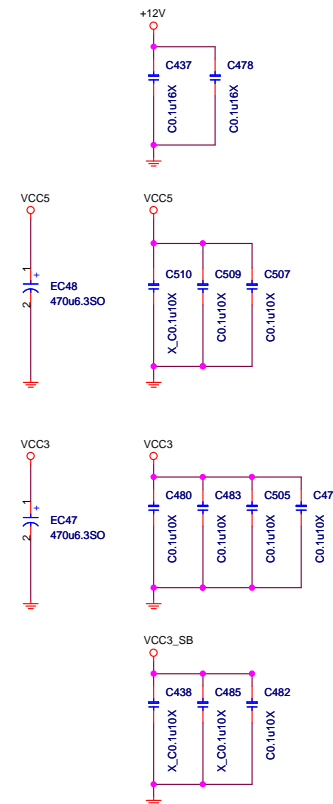 +12V
C437
C478
C0.1u16X
C0.1u16X
VCC5
VCC5
1
+
EC48
470u6.3SO
2
C510
C509
C507
X_C0.1u10X
C0.1u10X
C0.1u10X
VCC3
VCC3
1
+
EC47
470u6.3SO
2
C480
C483
C505
C47
C0.1u10X
C0.1u10X
C0.1u10X
C0.1u10X
VCC3_SB
C438
C485
C482
X_C0.1u10X
X_C0.1u10X
C0.1u10X